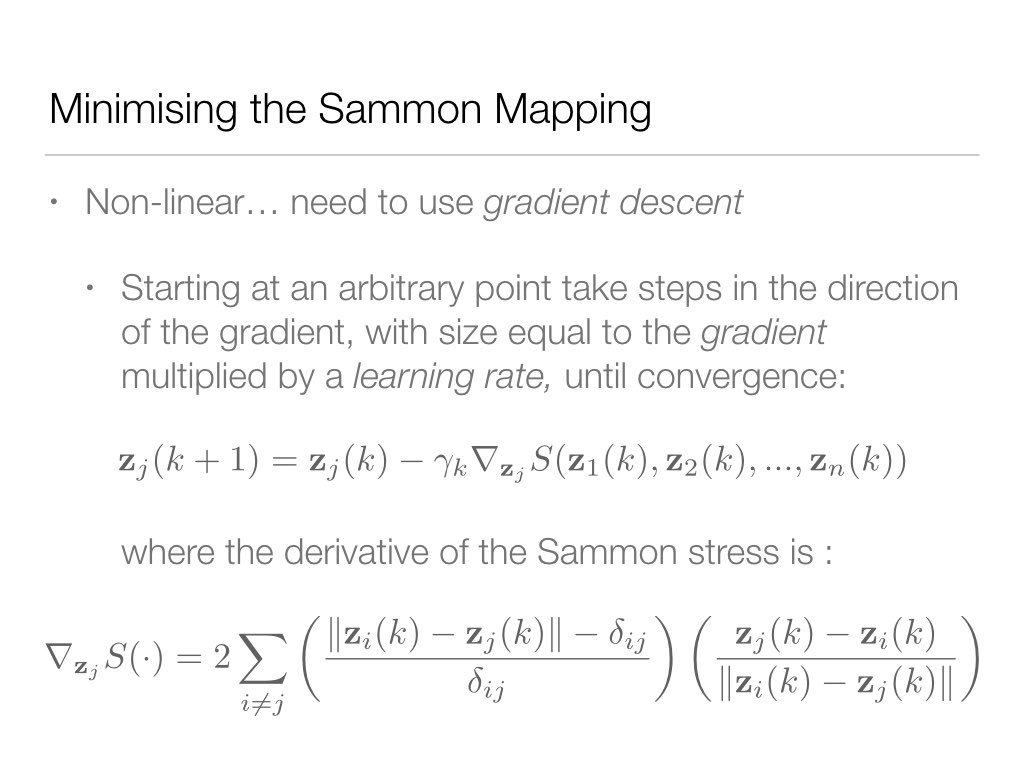 Minimising the Sammon Mapping
• Non-linear… need to use gradient descent
• Starting at an arbitrary point take steps in the direction
of the gradient, with size equal to the gradient
multiplied by a learning rate, until convergence:
$\mathbf{z}_j(k+1) = \mathbf{z}_j(k) - \gamma_k \nabla_{\mathbf{z}_j} S(\mathbf{z}_1(k), \mathbf{z}_2(k), ..., \mathbf{z}_n(k))$
where the derivative of the Sammon stress is :
$\nabla_{\mathbf{z}_j} S(\cdot) = 2 \sum_{i \neq j} \left( \frac{\|\mathbf{z}_i(k) - \mathbf{z}_j(k)\| - \delta_{ij}}{\delta_{ij}} \right) \left( \frac{\mathbf{z}_j(k) - \mathbf{z}_i(k)}{\|\mathbf{z}_i(k) - \mathbf{z}_j(k)\|} \right)$